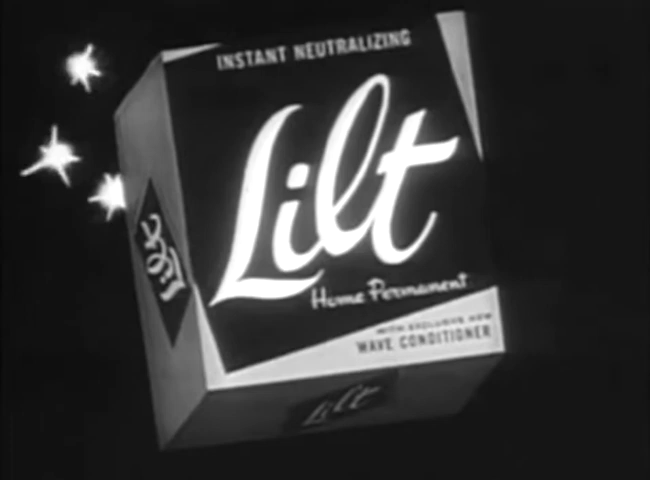 INSTANT NEUTRALIZING
Lilt
Home Permanent
WITH EXCLUSIVE NEW
WAVE CONDITIONER
Lilt
Lilt